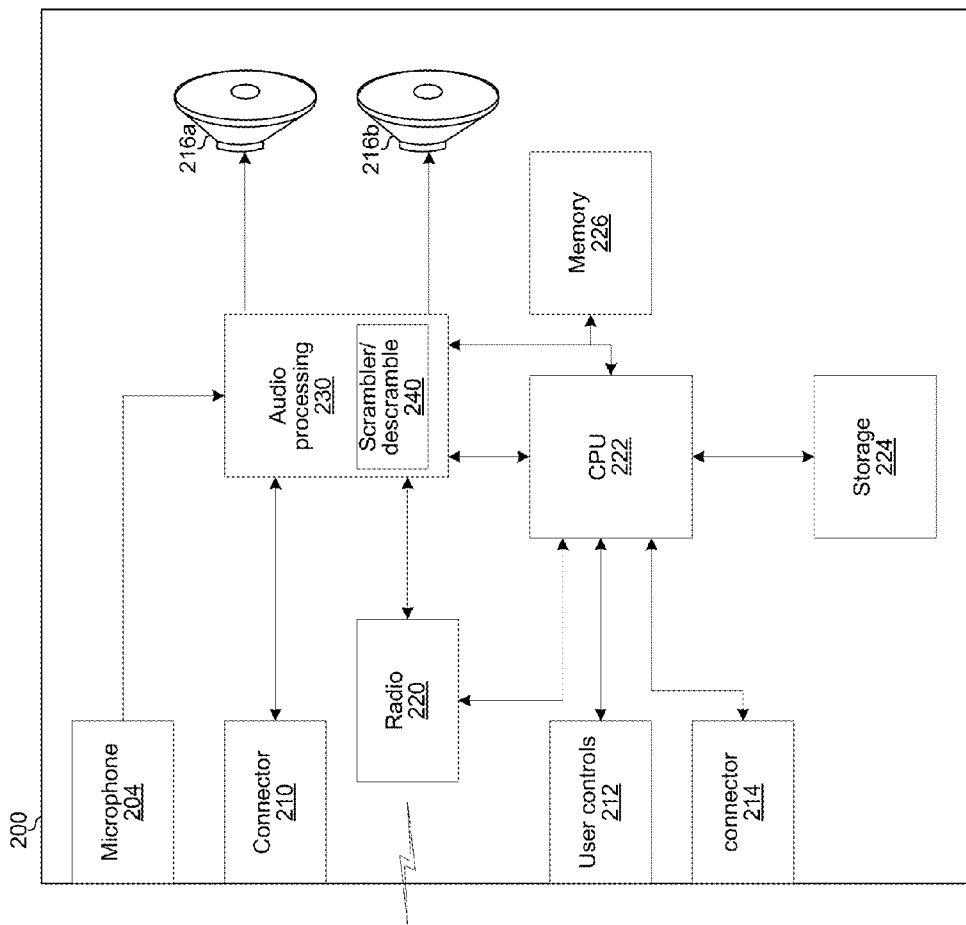 200
Microphone
204
Connector
210
Radio
220
User controls
212
connector
214
Audio
processing
230
Scrambler/
descramble
240
CPU
222
Storage
224
Memory
226
216a
216b